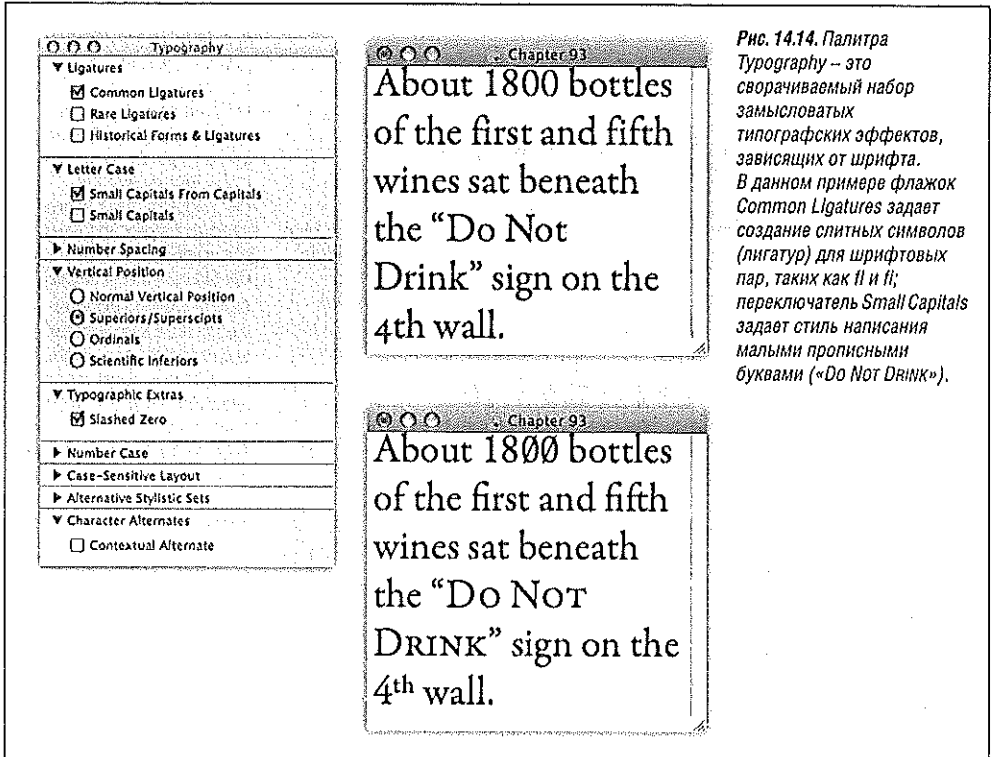 Typography
Ligatures
Common Ligatures
Rare Ligatures
Historical Forms & Ligatures
Letter Case
Small Capitals From Capitals
Small Capitals
Number Spacing
Vertical Position
Normal Vertical Position
Superiors/Superscipts
Ordinals
Scientific Inferiors
Typographic Extras
Slashed Zero
Number Case
Case-Sensitive Layout
Alternative Stylistic Sets
Character Alternates
Contextual Alternate
Chapter 93
About 1800 bottles
of the first and fifth
wines sat beneath
the “Do Not
Drink” sign on the
4th wall.
Chapter 93
About 1800 bottles
of the first and fifth
wines sat beneath
the “Do Not
Drink” sign on the
4th wall.
Рис. 14.14. Палитра
Typography – это
сворачиваемый набор
замысловатых
типографских эффектов,
зависящих от шрифта.
В данном примере флажок
Common Ligatures задает
создание слитных символов
(лигатур) для шрифтовых
пар, таких как fl и fi;
переключатель Small Capitals
задает стиль написания
малыми прописными
буквами («Do Not Drink»).